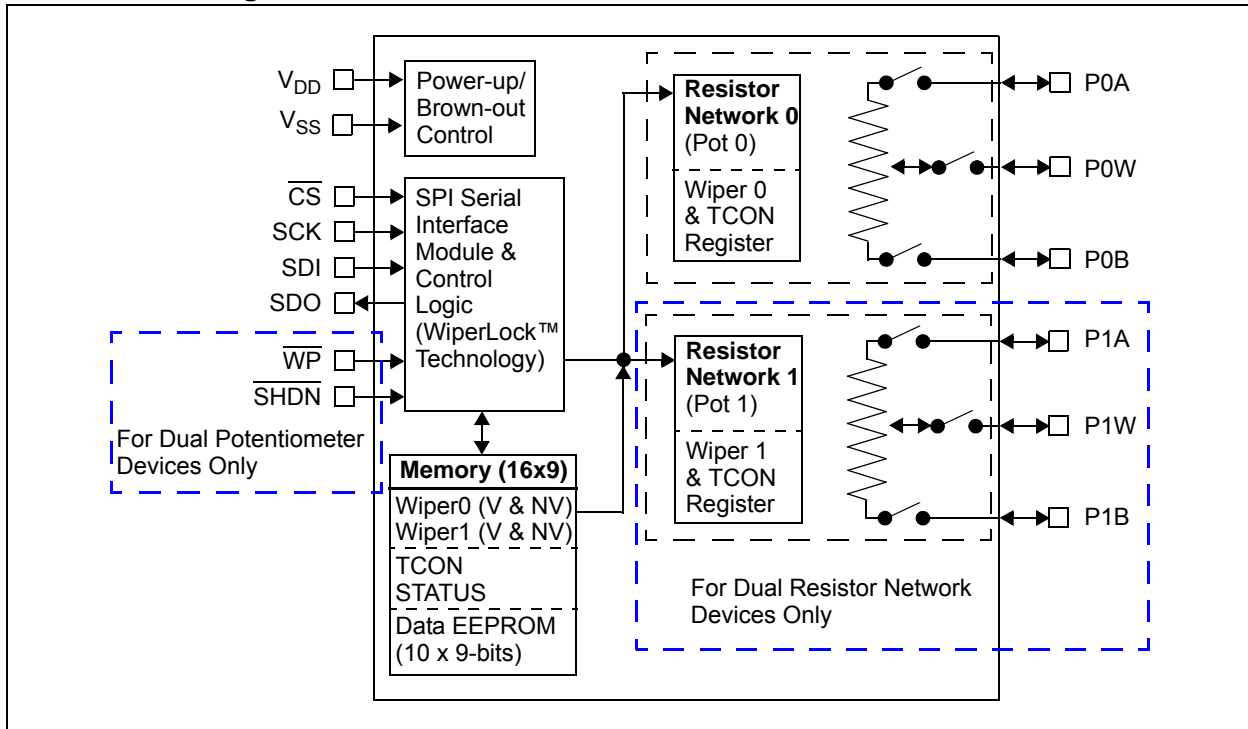 V_DD
V_SS
Power-up/
Brown-out
Control
CS
SCK
SDI
SDO
WP
SHDN
For Dual Potentiometer
Devices Only
SPI Serial
Interface
Module &
Control
Logic
(WiperLock™
Technology)
Memory (16x9)
Wiper0 (V & NV)
Wiper1 (V & NV)
TCON
STATUS
Data EEPROM
(10 x 9-bits)
Resistor
Network 0
(Pot 0)
Wiper 0
& TCON
Register
P0A
P0W
P0B
Resistor
Network 1
(Pot 1)
Wiper 1
& TCON
Register
P1A
P1W
P1B
For Dual Resistor Network
Devices Only